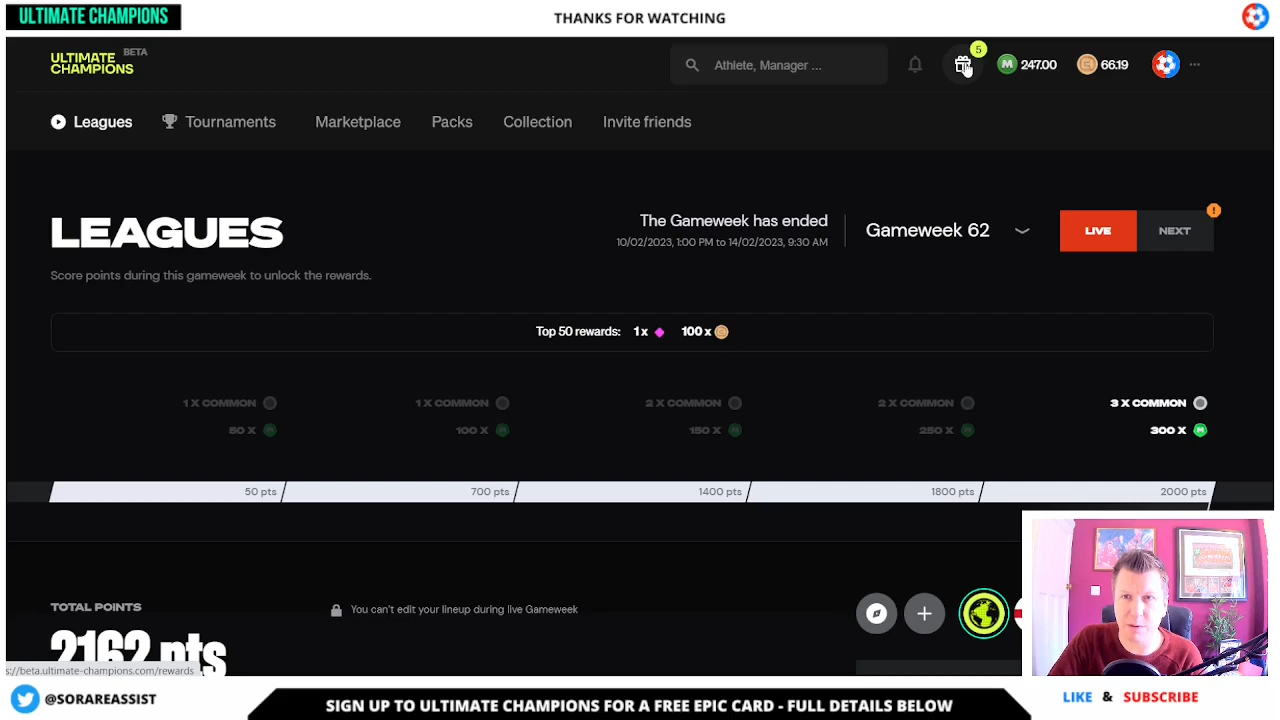 ULTIMATE CHAMPIONS
THANKS FOR WATCHING
ULTIMATE
CHAMPIONS
BETA
Athlete, Manager ...
5
M 247.00
66.19
Leagues
Tournaments
Marketplace
Packs
Collection
Invite friends
LEAGUES
Score points during this gameweek to unlock the rewards.
The Gameweek has ended
10/02/2023, 1:00 PM to 14/02/2023, 9:30 AM
Gameweek 62
LIVE
NEXT
!
Top 50 rewards: 1 x 100 x
1 X COMMON
50 X M
1 X COMMON
100 X M
2 X COMMON
150 X M
2 X COMMON
250 X M
3 X COMMON
300 X M
50 pts
700 pts
1400 pts
1800 pts
2000 pts
TOTAL POINTS
2162 pts
You can't edit your lineup during live Gameweek
s://beta.ultimate-champions.com/rewards
@SORAREASSIST
SIGN UP TO ULTIMATE CHAMPIONS FOR A FREE EPIC CARD - FULL DETAILS BELOW
LIKE & SUBSCRIBE